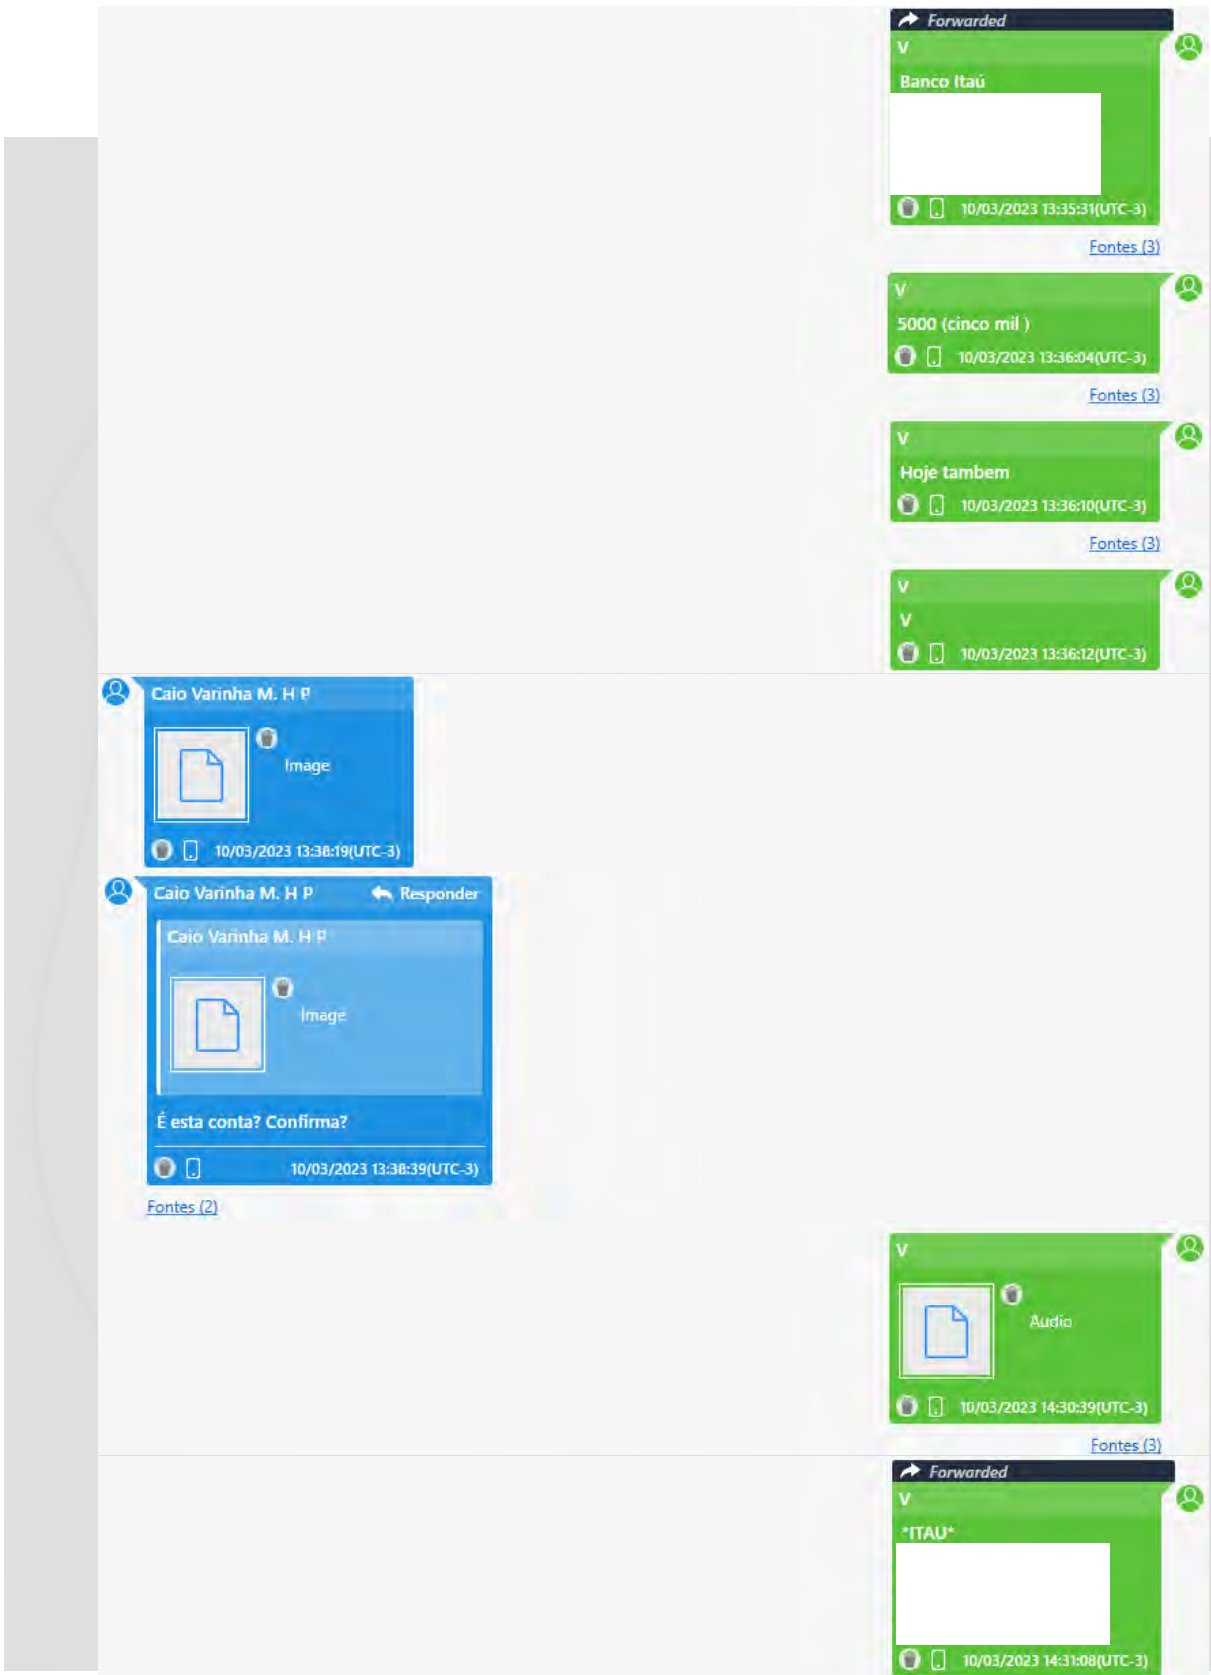 Forwarded
V
Banco Itaú
10/03/2023 13:35:31(UTC-3)
Fontes (3)
V
5000 (cinco mil )
10/03/2023 13:36:04(UTC-3)
Fontes (3)
V
Hoje tambem
10/03/2023 13:36:10(UTC-3)
Fontes (3)
V
V
10/03/2023 13:36:12(UTC-3)
Caio Varinha M. H P
Image
10/03/2023 13:38:19(UTC-3)
Caio Varinha M. H P Responder
Caio Varinha M. H P
Image
É esta conta? Confirma?
10/03/2023 13:38:39(UTC-3)
Fontes (2)
V
Audio
10/03/2023 14:30:39(UTC-3)
Fontes (3)
Forwarded
V
*ITAU*
10/03/2023 14:31:08(UTC-3)